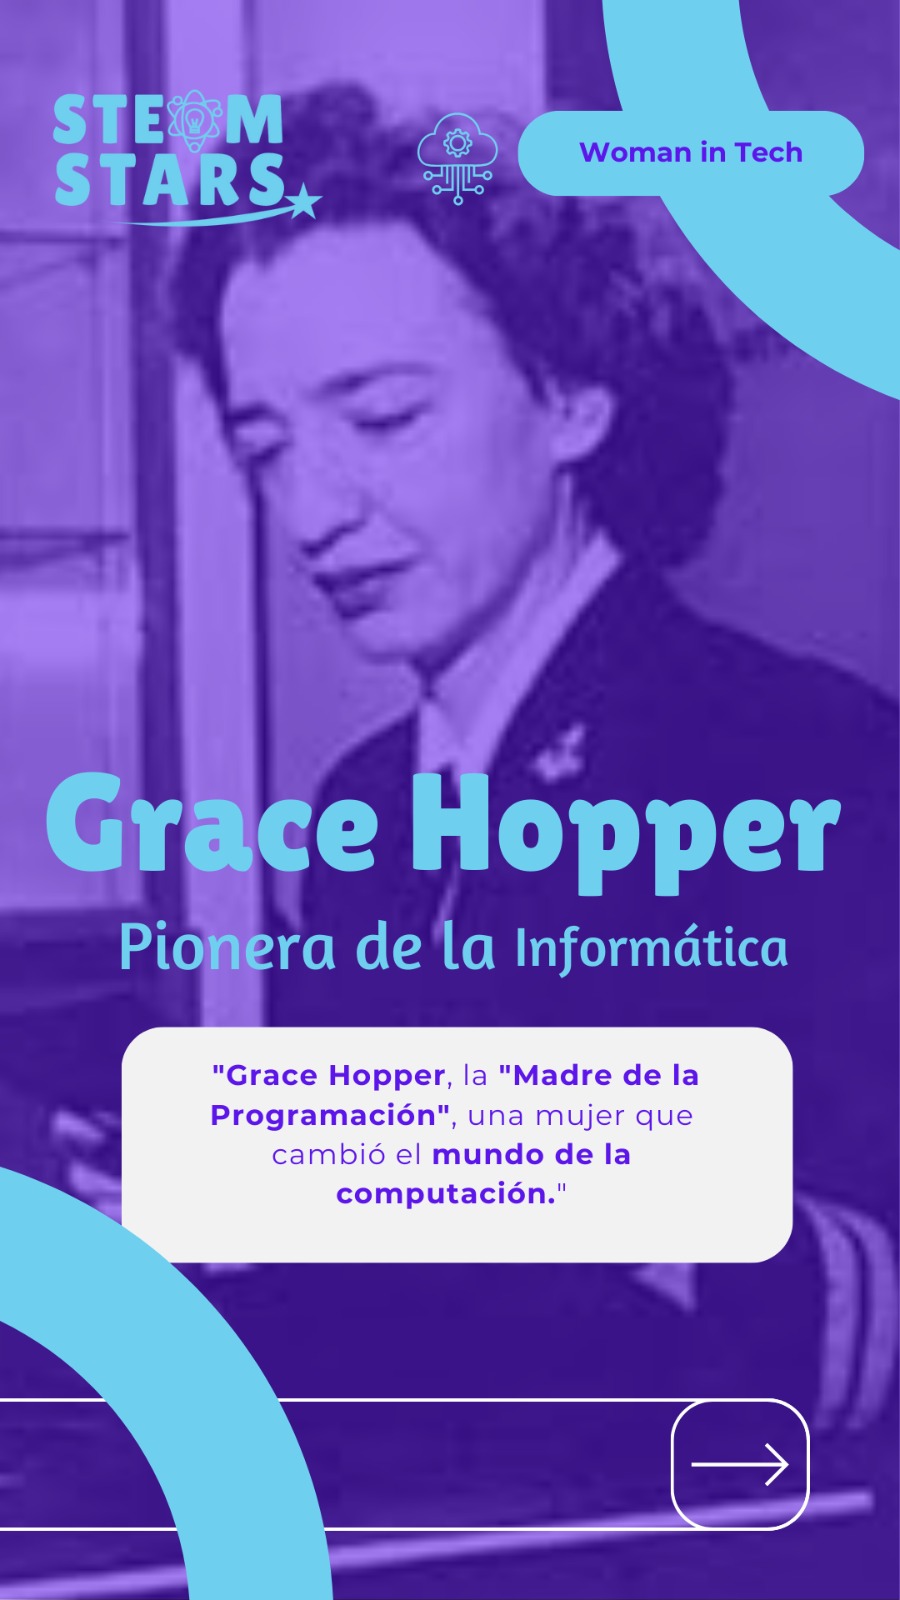 STEAM
STARS
Woman in Tech
Grace Hopper
Pionera de la Informática
"Grace Hopper, la "Madre de la
Programación", una mujer que
cambió el mundo de la
computación."